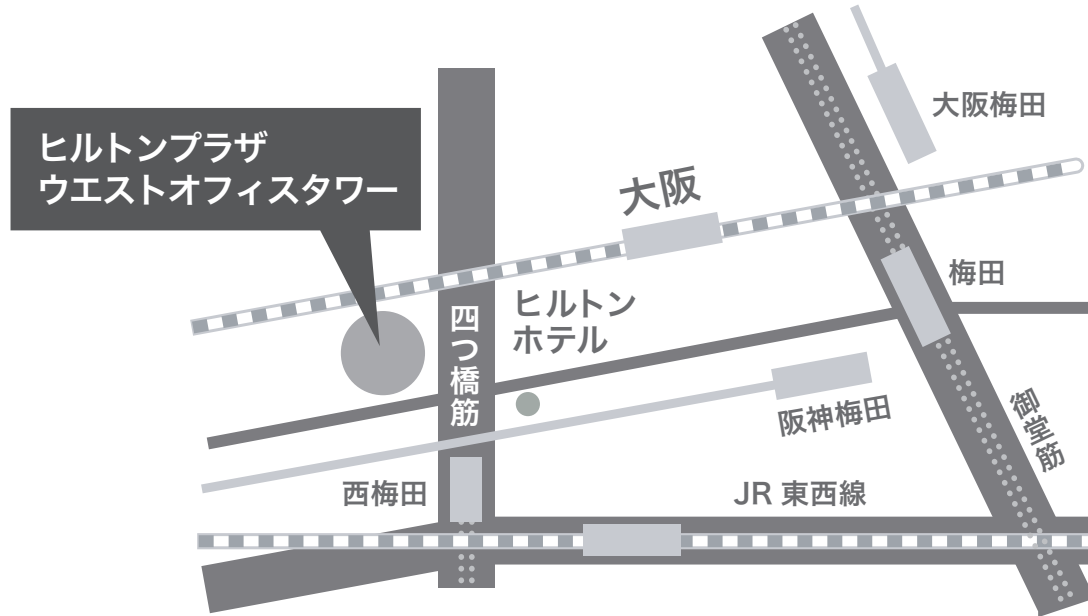 大阪梅田
ヒルトンプラザ
ウエストオフィスタワー
大阪
梅田
ヒルトン
ホテル
四つ橋筋
阪神梅田
御堂筋
西梅田
JR 東西線